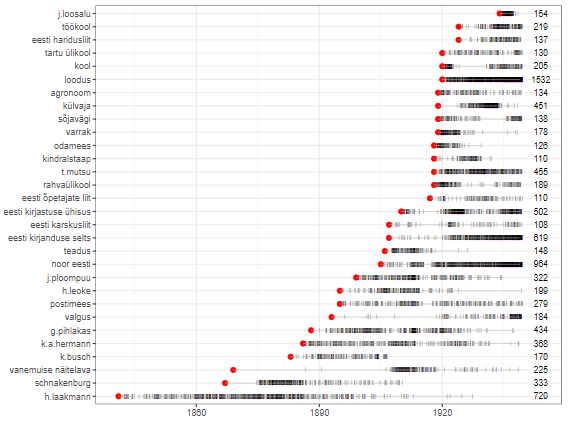 j.loosalu 154
töökool 219
eesti haridusliit 137
tartu ülikool 130
kool 205
loodus 1532
agronoom 134
külvaja 451
sõjavägi 138
varrak 178
odamees 126
kindralstaap 110
t.mutsu 455
rahvaülikool 189
eesti õpetajate liit 110
eesti kirjastuse ühisus 502
eesti karskusliit 108
eesti kirjanduse selts 619
teadus 148
noor eesti 964
j.ploompuu 322
h.leoke 199
postimees 279
valgus 184
g.pihlakas 434
k.a.hermann 368
k.busch 170
vanemuise näitelava 225
schnakenburg 333
h.laakmann 720
1860 1890 1920